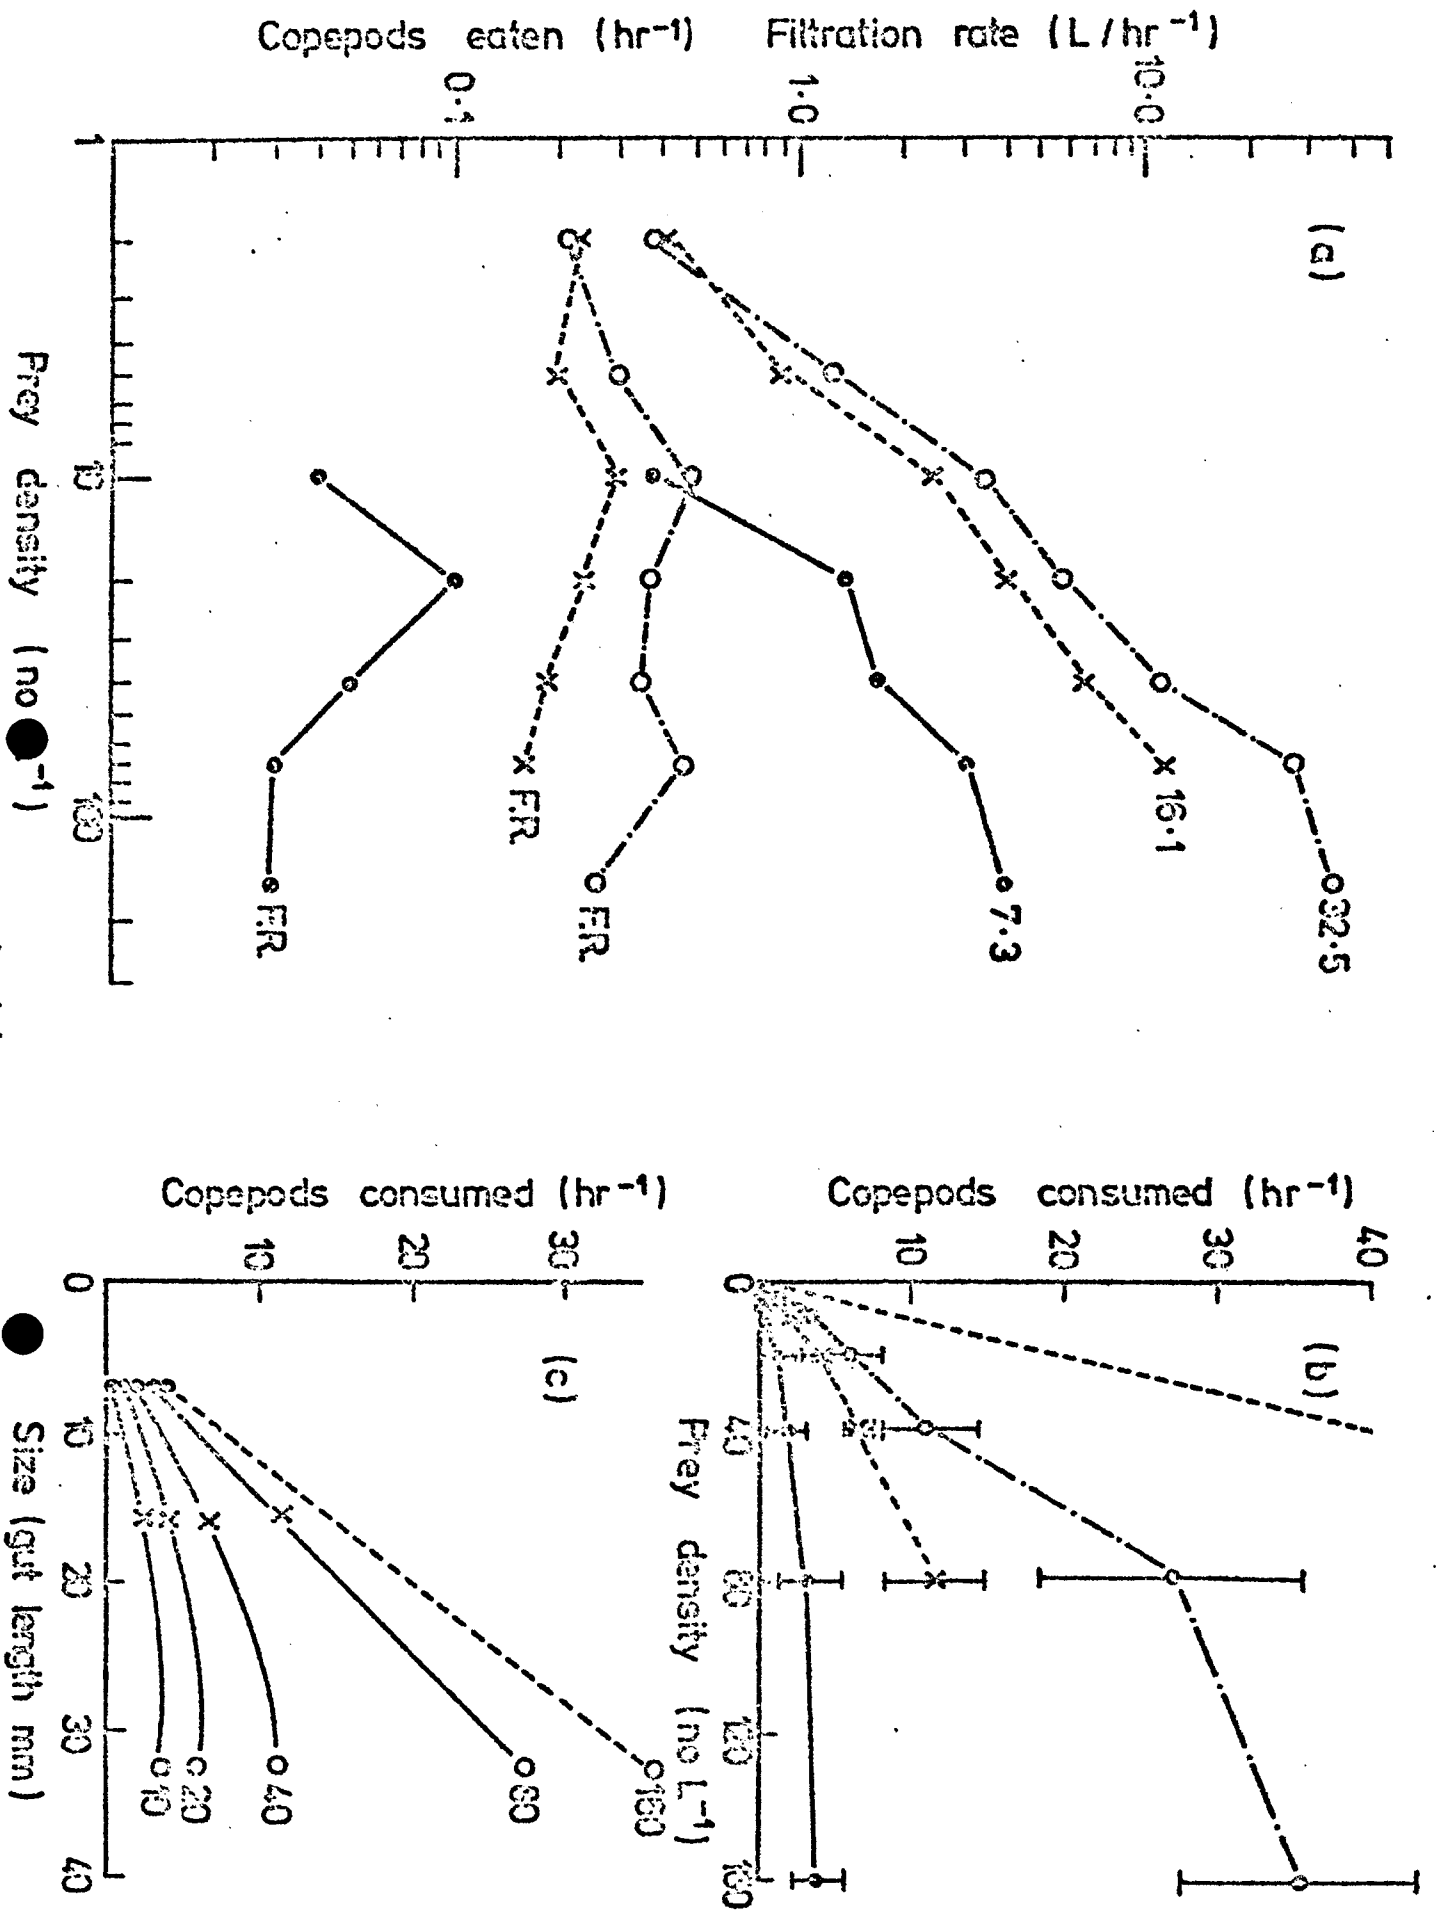 (a)
Copepods eaten (hr⁻¹) Filtration rate (L/hr⁻¹)
10·0
1·0
0·1
1
10
100
Prey density (no ⁻¹)
32·5
16·1
7·3
F.R.
F.R.
F.R.
(b)
Copepods consumed (hr⁻¹)
40
30
20
10
0
40
80
120
160
Prey density (no L⁻¹)
(c)
Copepods consumed (hr⁻¹)
30
20
10
0
10
20
30
40
160
80
40
20
10
Size (gut length mm)